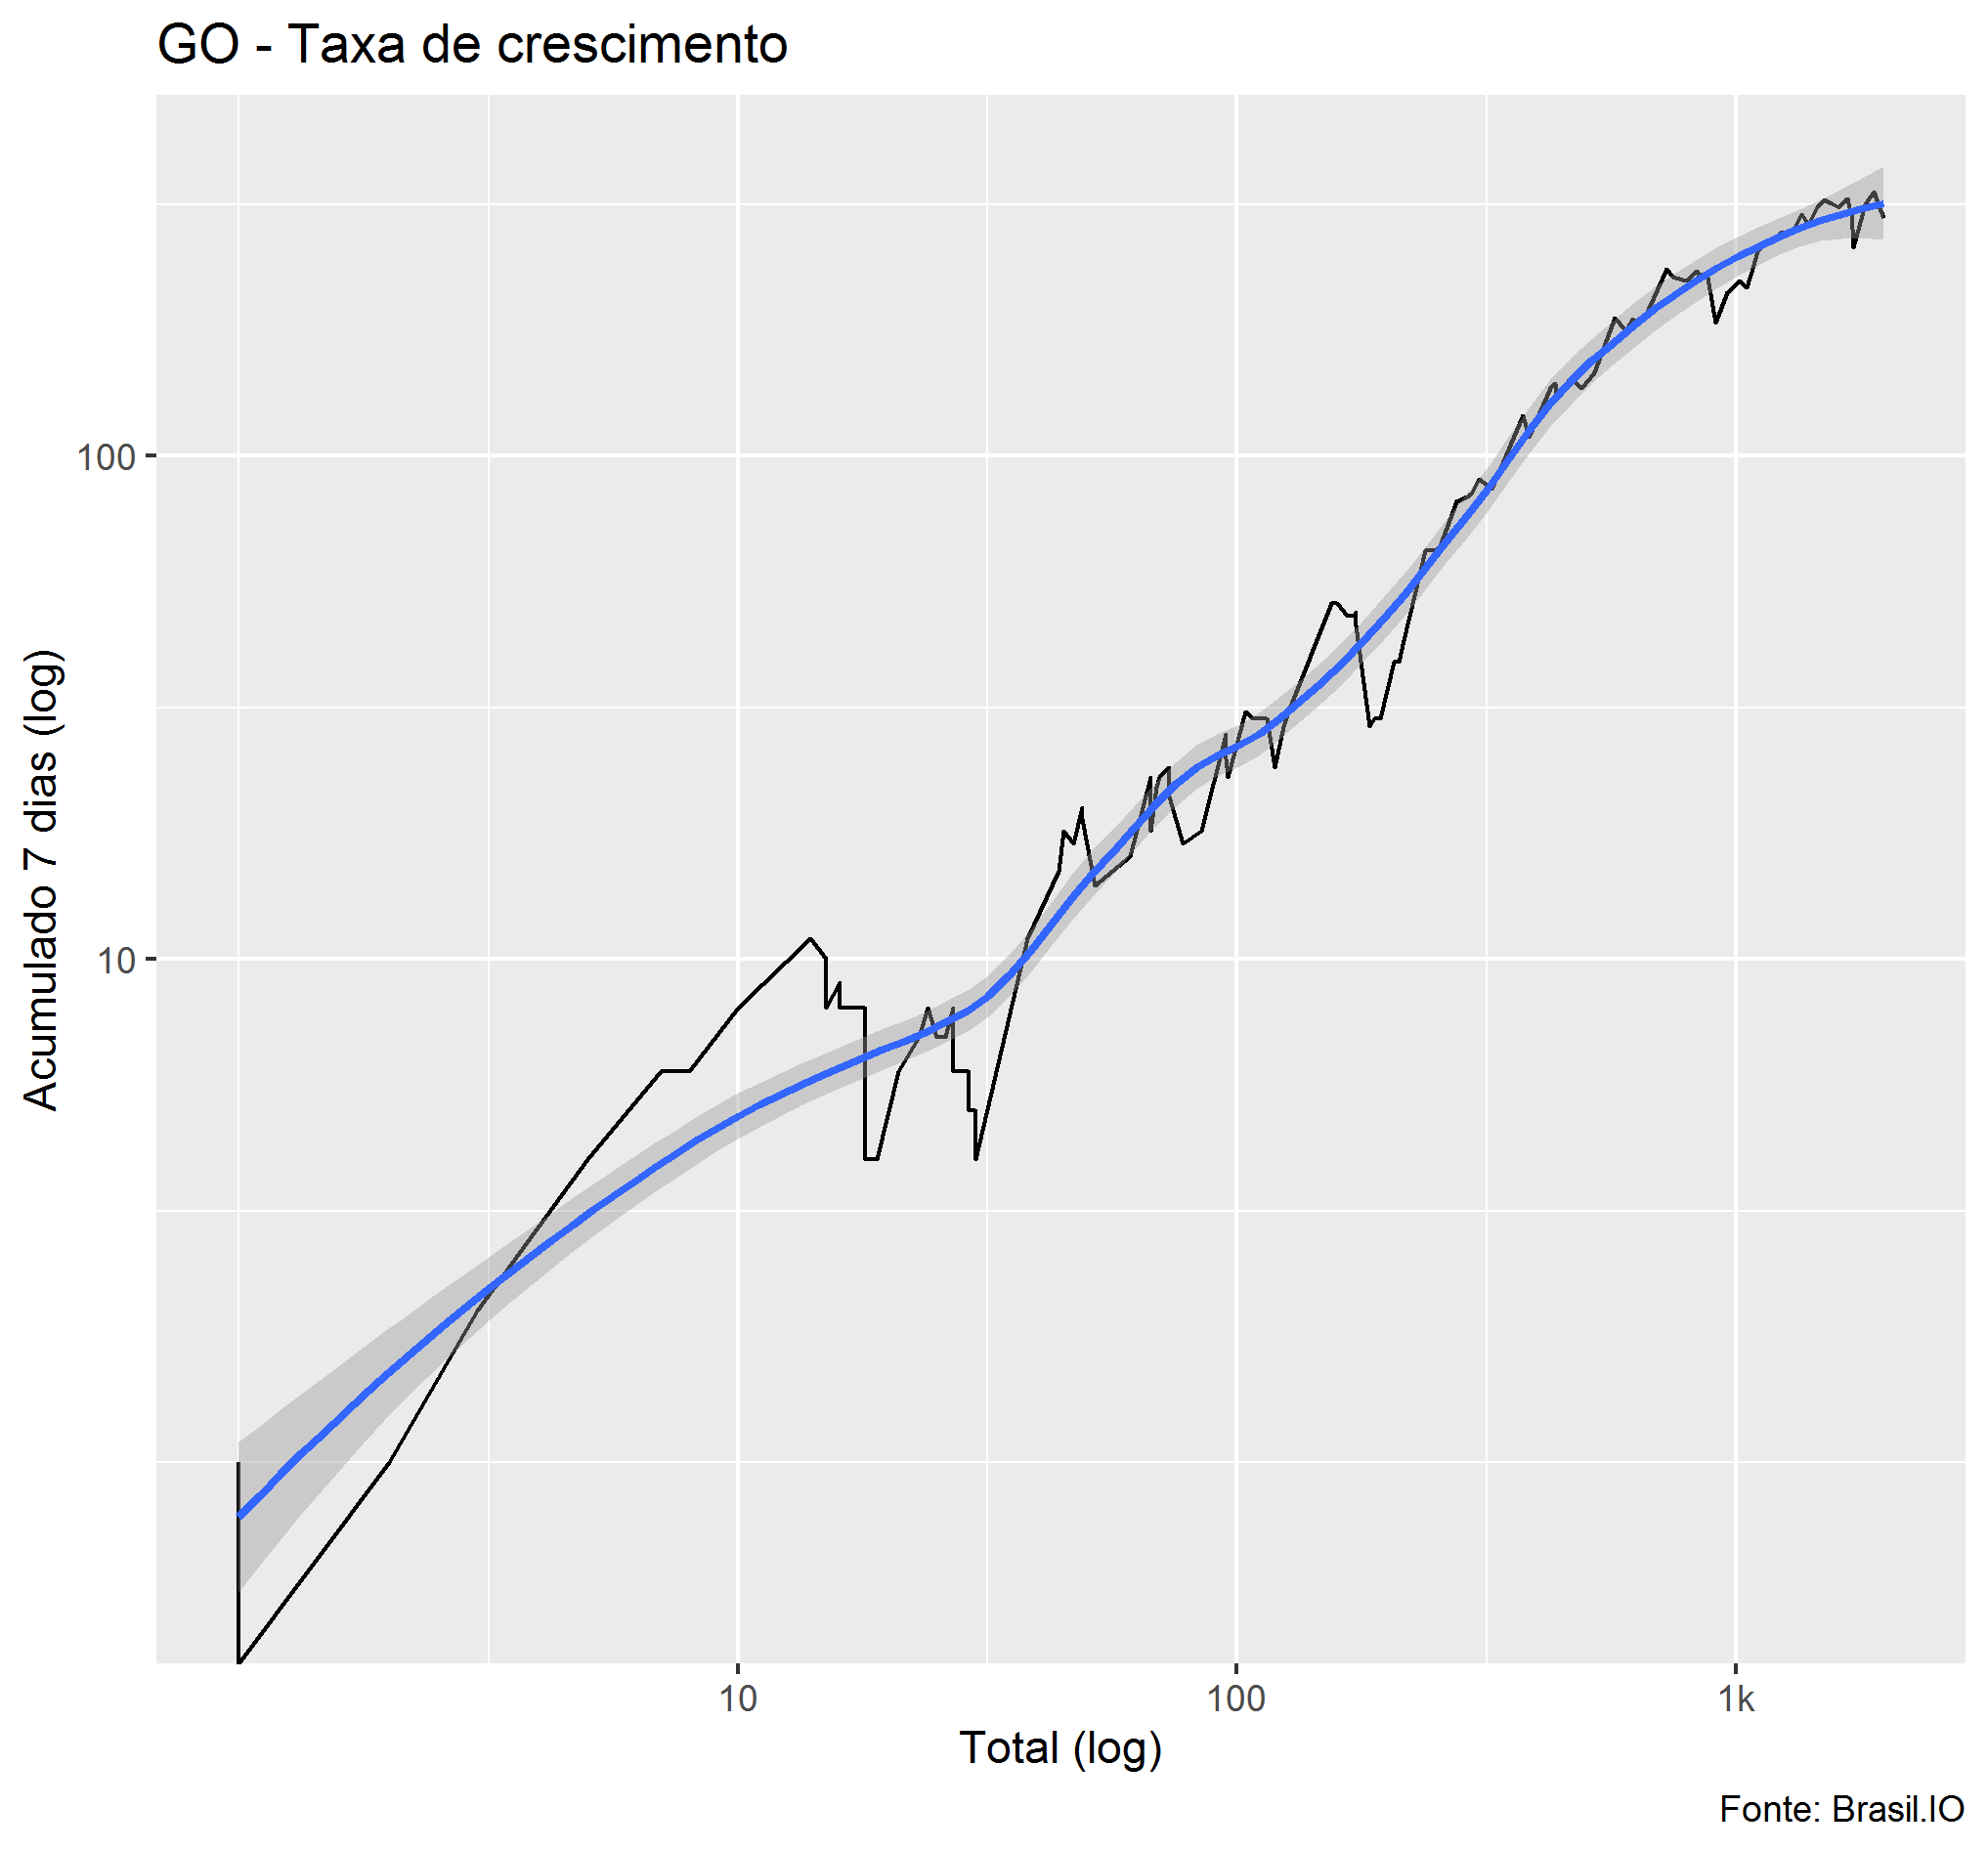 GO - Taxa de crescimento
Acumulado 7 dias (log)
100
10
10
100
1k
Total (log)
Fonte: Brasil.IO